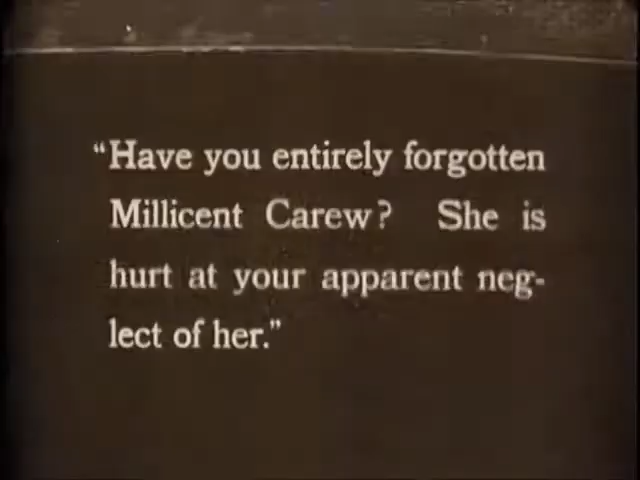 “Have you entirely forgotten
Millicent Carew? She is
hurt at your apparent neg-
lect of her.”